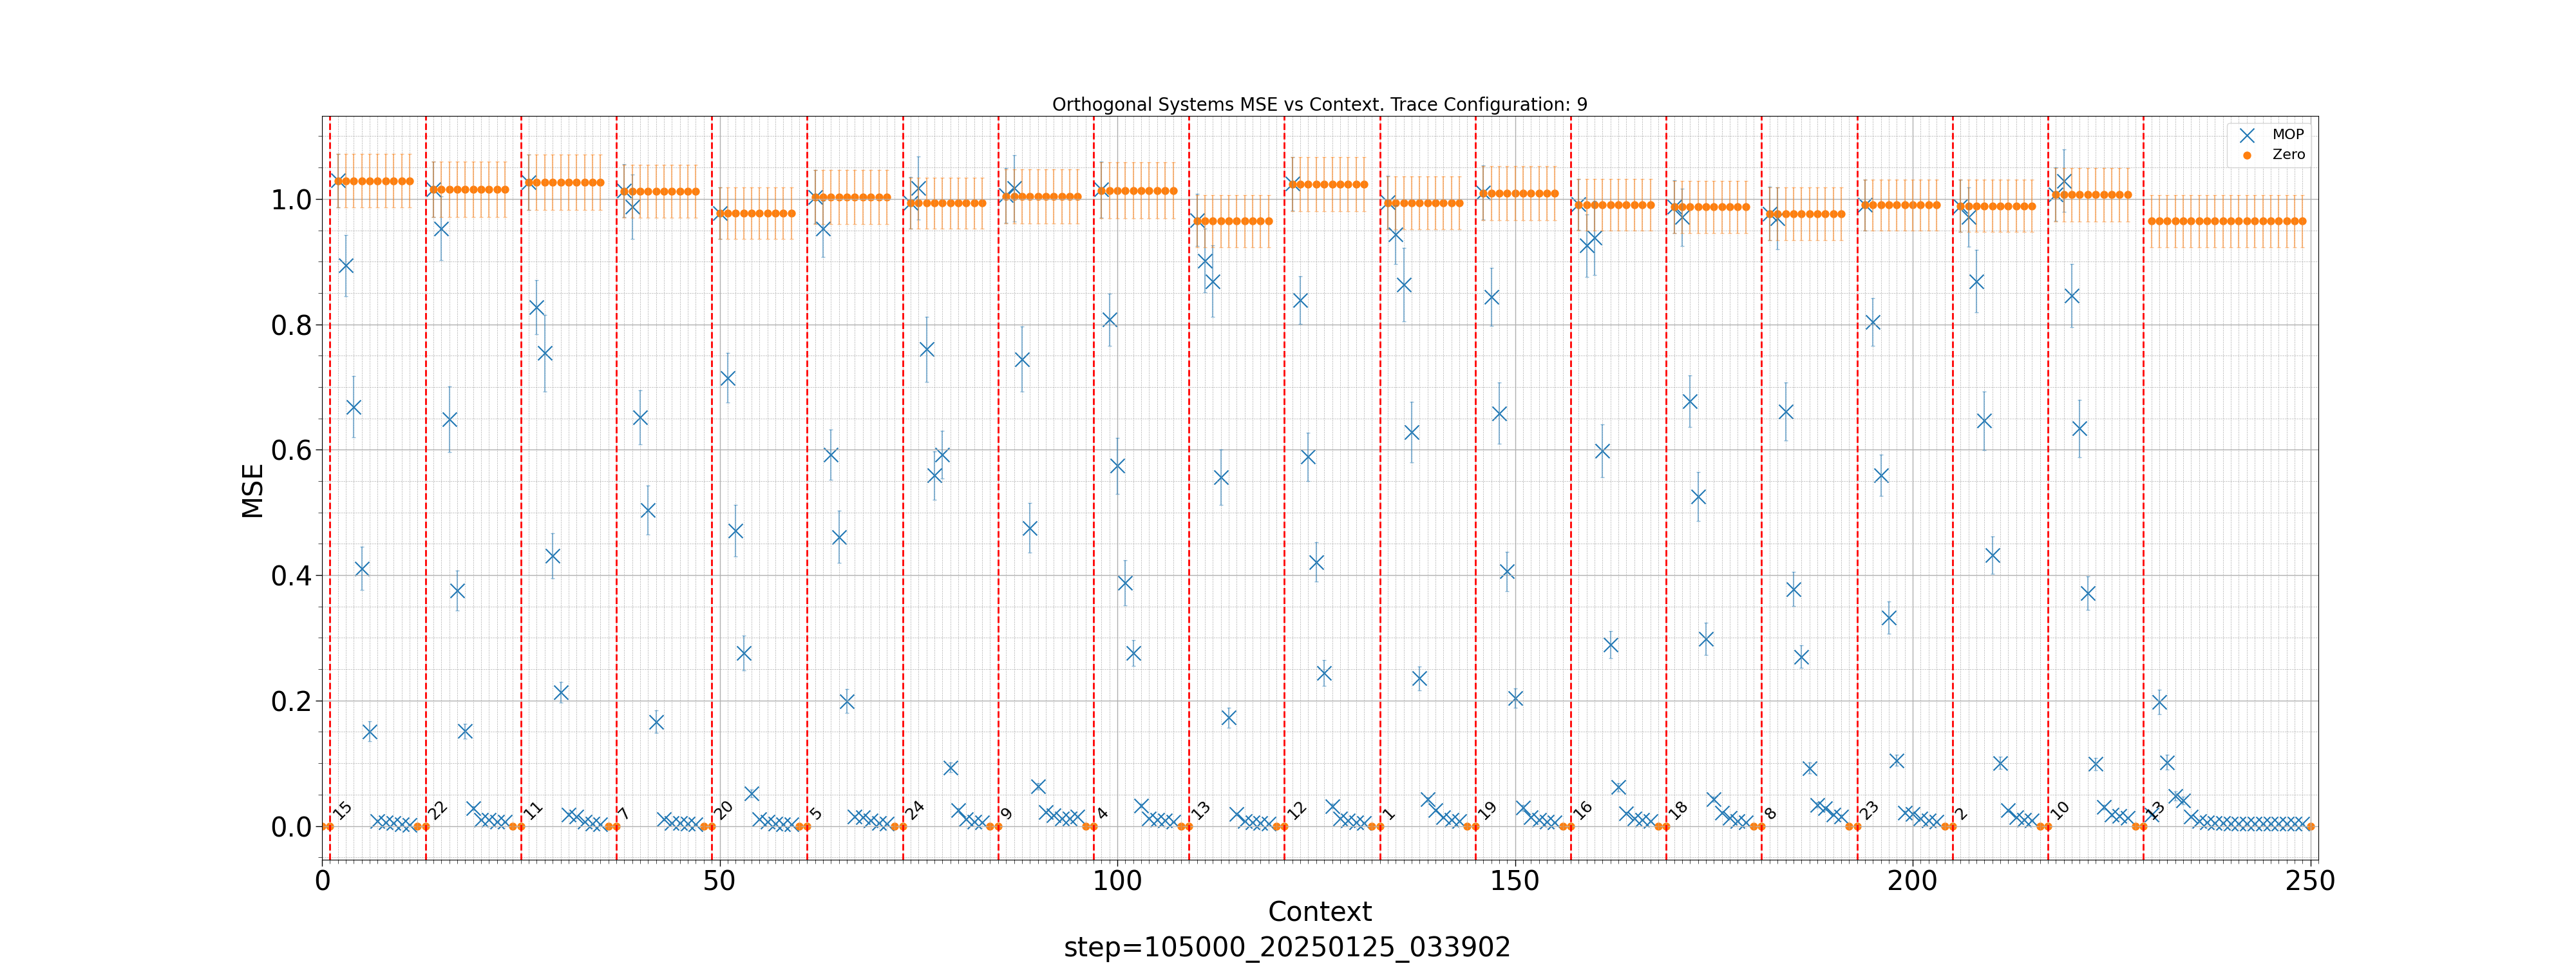 Orthogonal Systems MSE vs Context. Trace Configuration: 9
MOP
Zero
MSE
1.0
0.8
0.6
0.4
0.2
0.0
15 22 11 7 20 5 24 9 4 13 12 1 19 16 18 8 23 2 10 13
0 50 100 150 200 250
Context
step=105000_20250125_033902